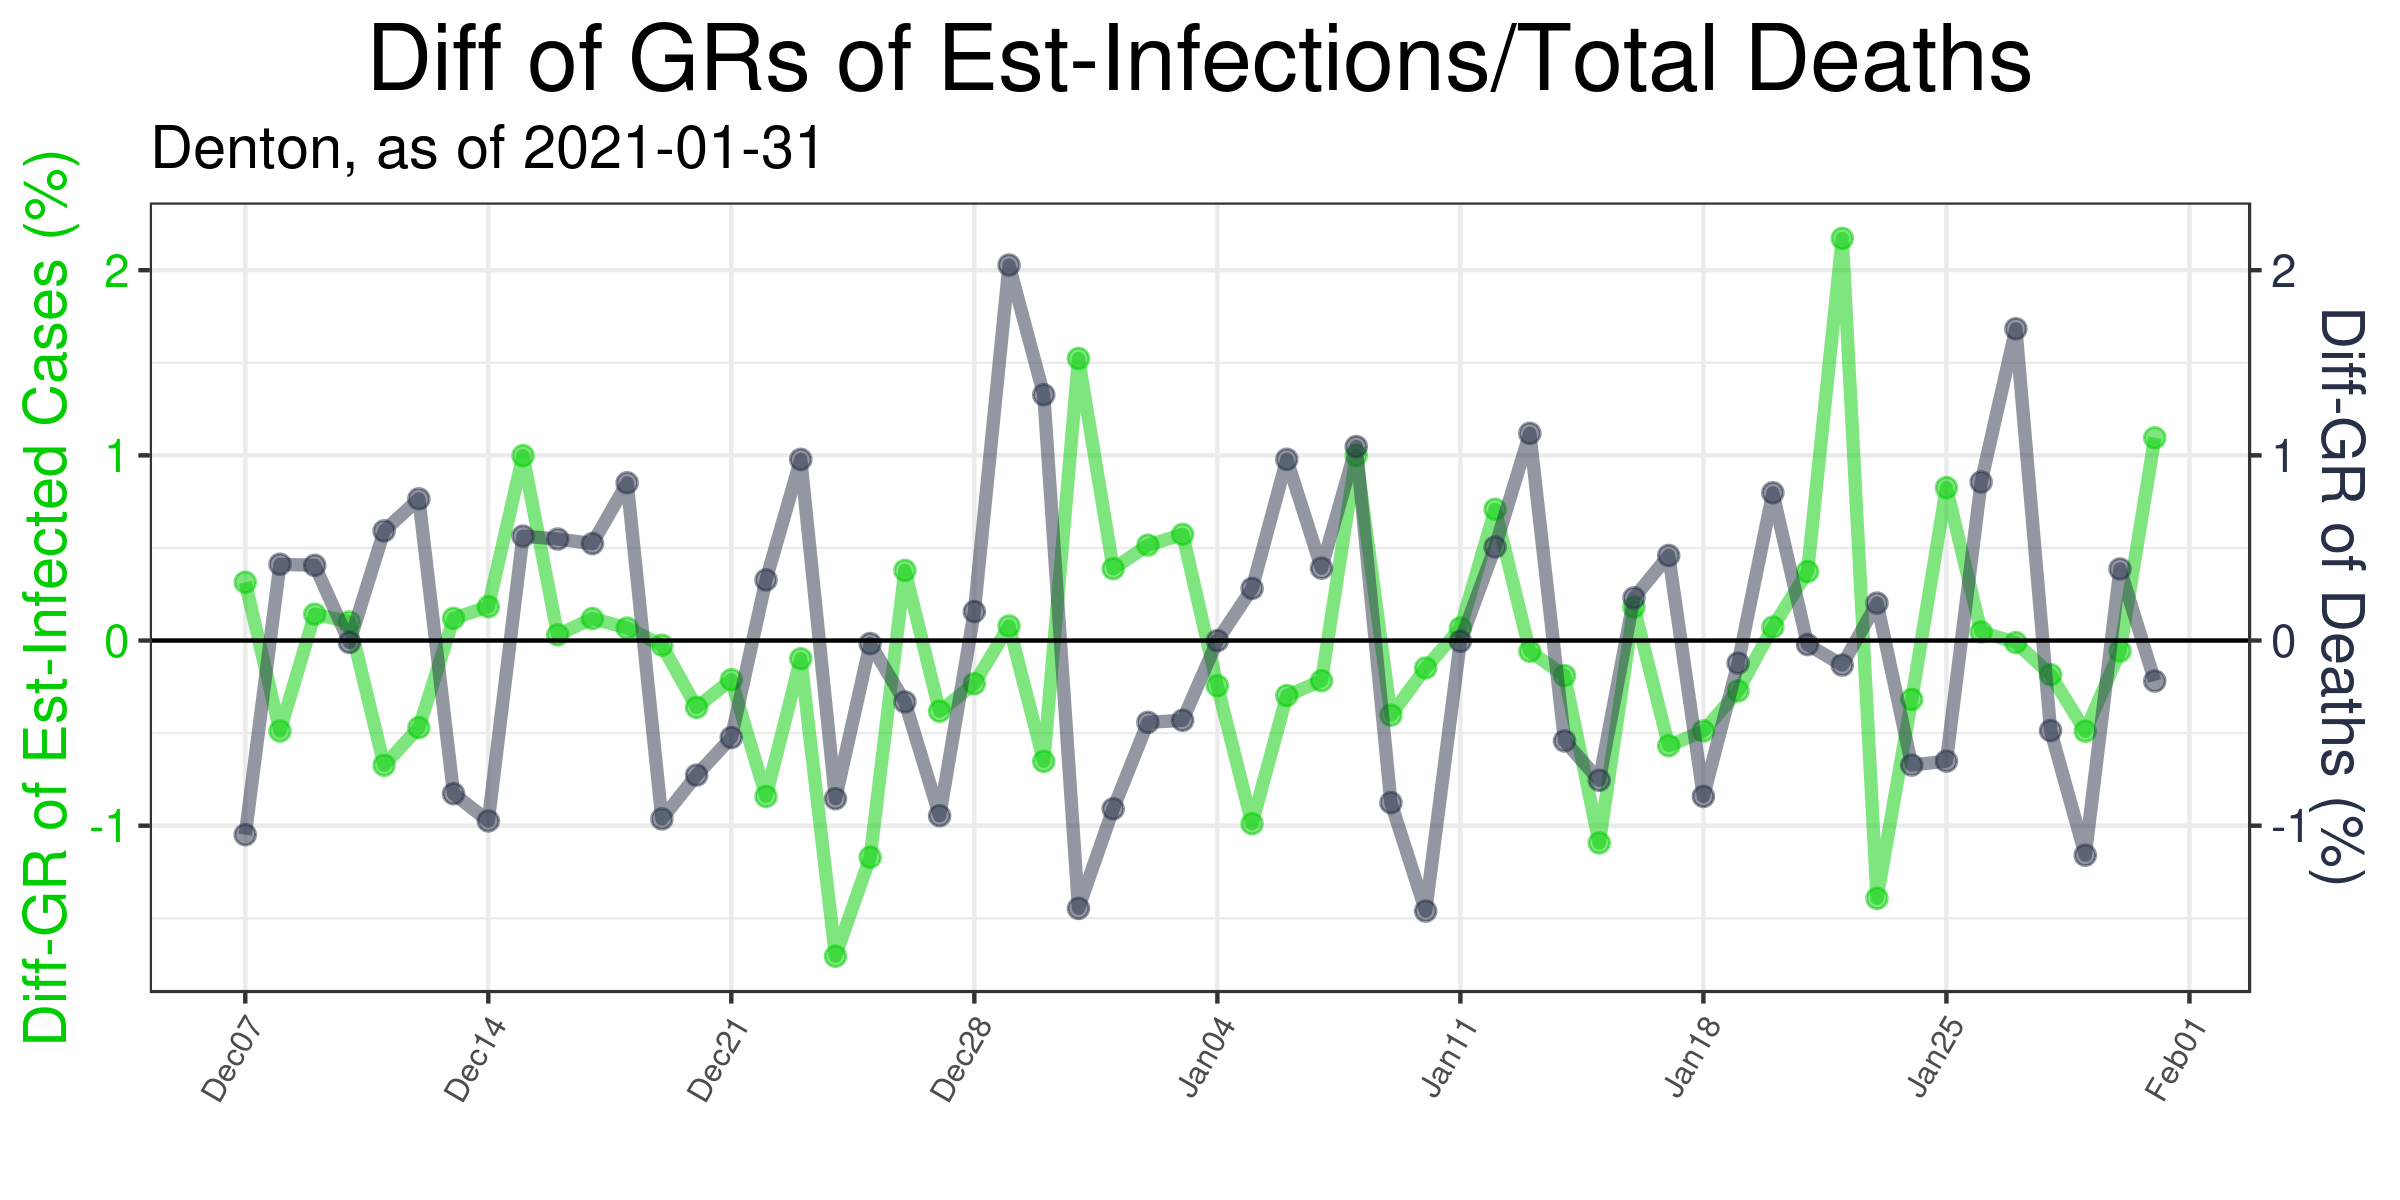 Diff of GRs of Est-Infections/Total Deaths
Denton, as of 2021-01-31
Diff-GR of Est-Infected Cases (%)
2
1
0
-1
2
1
0
-1
Diff-GR of Deaths (%)
Dec07
Dec14
Dec21
Dec28
Jan04
Jan11
Jan18
Jan25
Feb01